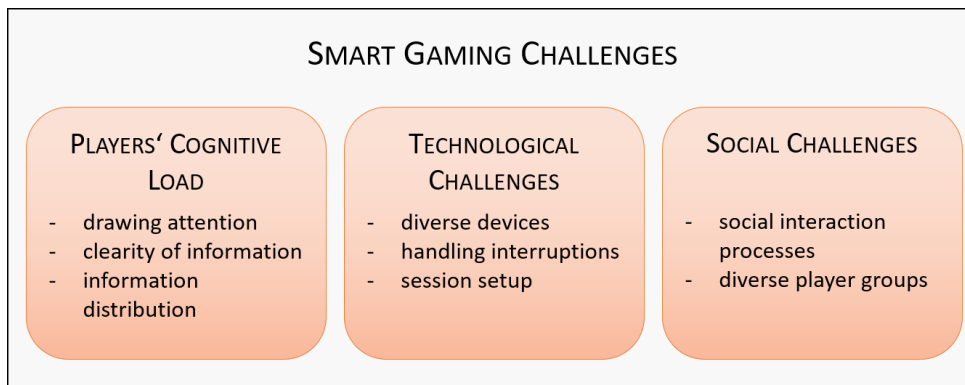 SMART GAMING CHALLENGES
PLAYERS‘ COGNITIVE
LOAD
- drawing attention
- clearity of information
- information
distribution
TECHNOLOGICAL
CHALLENGES
- diverse devices
- handling interruptions
- session setup
SOCIAL CHALLENGES
- social interaction
processes
- diverse player groups